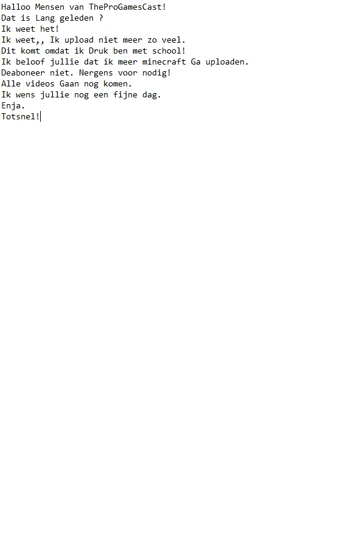 Halloo Mensen van TheProGamesCast!
Dat is Lang geleden ?
Ik weet het!
Ik weet,, Ik upload niet meer zo veel.
Dit komt omdat ik Druk ben met school!
Ik beloof jullie dat ik meer minecraft Ga uploaden.
Deaboneer niet. Nergens voor nodig!
Alle videos Gaan nog komen.
Ik wens jullie nog een fijne dag.
Enja.
Totsnel!